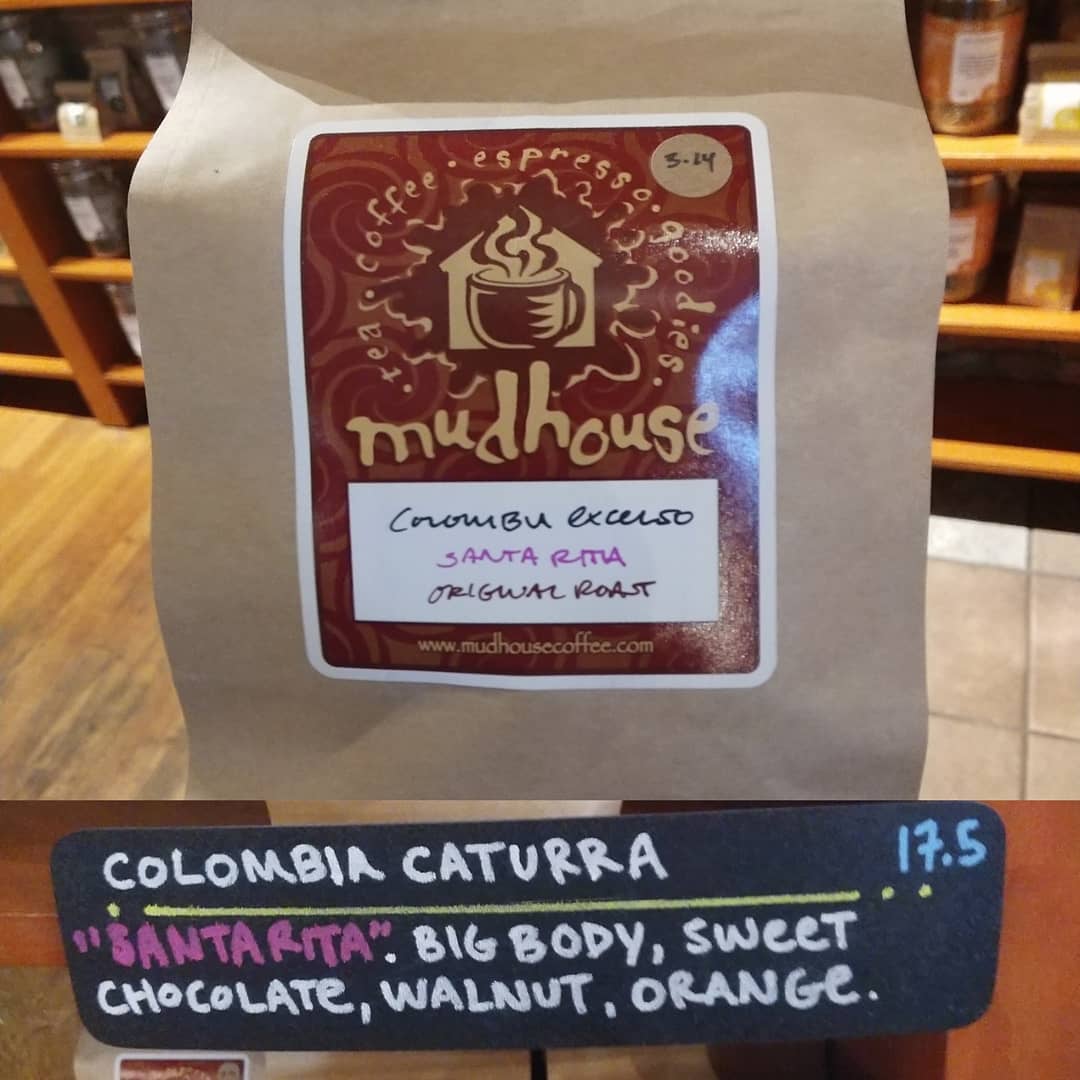 3.14
• tea • coffee • espresso • goodies •
mudhouse
COLOMBIA EXCELSO
SANTA RITA
ORIGINAL ROAST
www.mudhousecoffee.com
COLOMBIA CATURRA 17.5
"SANTA RITA". BIG BODY, SWEET
CHOCOLATE, WALNUT, ORANGE.